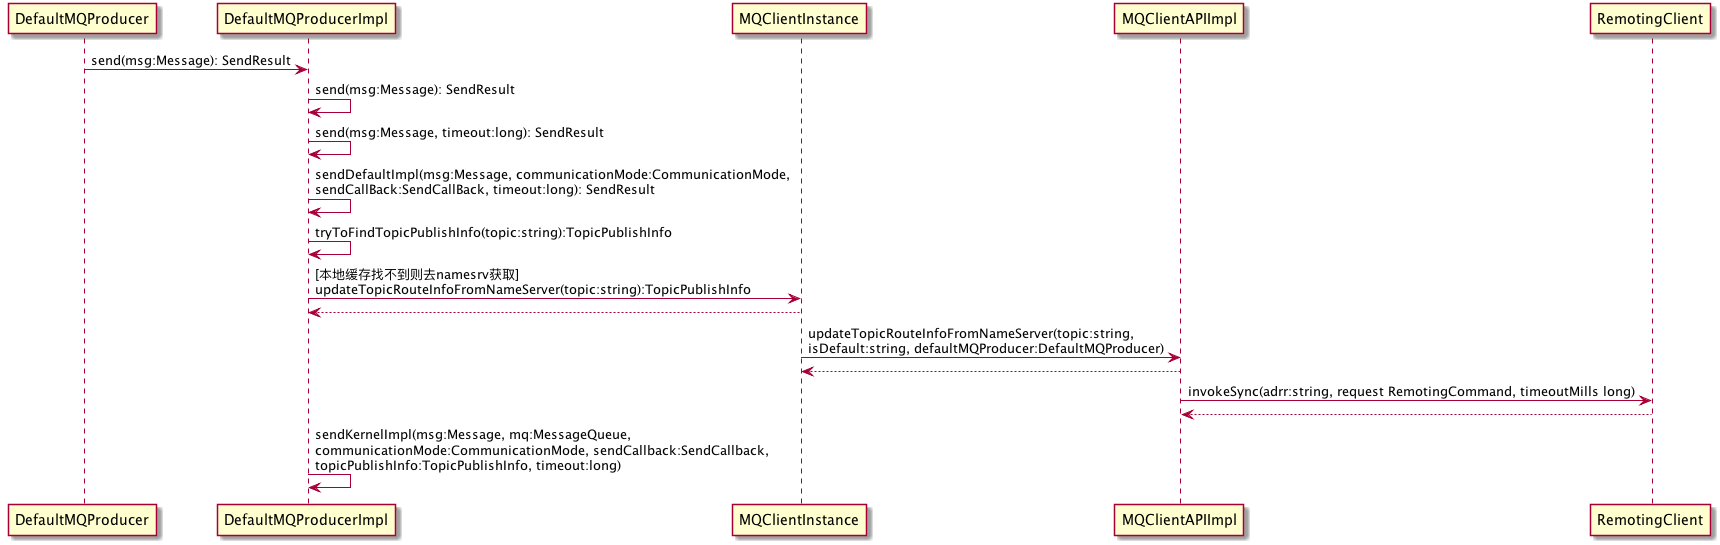 DefaultMQProducer
DefaultMQProducerImpl
MQClientInstance
MQClientAPIImpl
RemotingClient
send(msg:Message): SendResult
send(msg:Message): SendResult
send(msg:Message, timeout:long): SendResult
sendDefaultImpl(msg:Message, communicationMode:CommunicationMode,
sendCallBack:SendCallBack, timeout:long): SendResult
tryToFindTopicPublishInfo(topic:string):TopicPublishInfo
[本地缓存找不到则去namesrv获取]
updateTopicRouteInfoFromNameServer(topic:string):TopicPublishInfo
updateTopicRouteInfoFromNameServer(topic:string,
isDefault:string, defaultMQProducer:DefaultMQProducer)
invokeSync(adrr:string, request RemotingCommand, timeoutMills long)
sendKernelImpl(msg:Message, mq:MessageQueue,
communicationMode:CommunicationMode, sendCallback:SendCallback,
topicPublishInfo:TopicPublishInfo, timeout:long)
DefaultMQProducer
DefaultMQProducerImpl
MQClientInstance
MQClientAPIImpl
RemotingClient